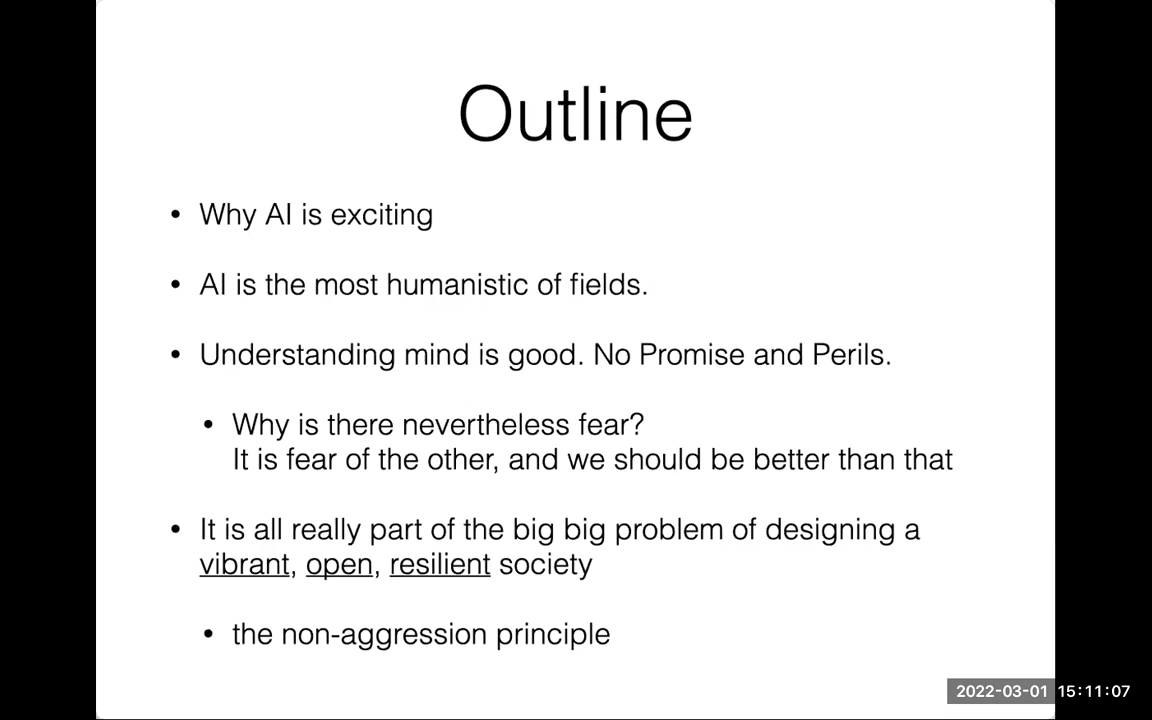 Outline
• Why AI is exciting
• AI is the most humanistic of fields.
• Understanding mind is good. No Promise and Perils.
• Why is there nevertheless fear?
It is fear of the other, and we should be better than that
• It is all really part of the big big problem of designing a
vibrant, open, resilient society
• the non-aggression principle
2022-03-01 15:11:07